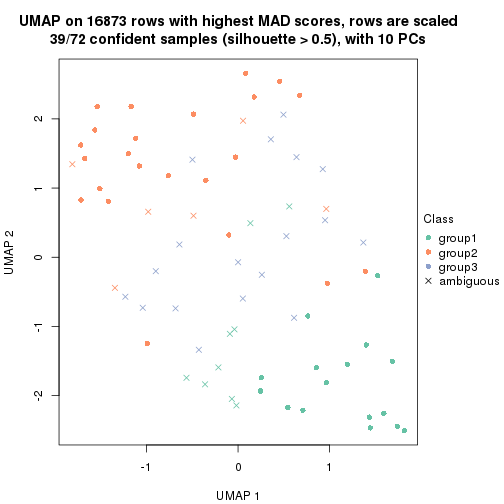 UMAP on 16873 rows with highest MAD scores, rows are scaled
39/72 confident samples (silhouette > 0.5), with 10 PCs
2
1
0
-1
-2
UMAP 2
-1
0
1
UMAP 1
Class
group1
group2
group3
ambiguous